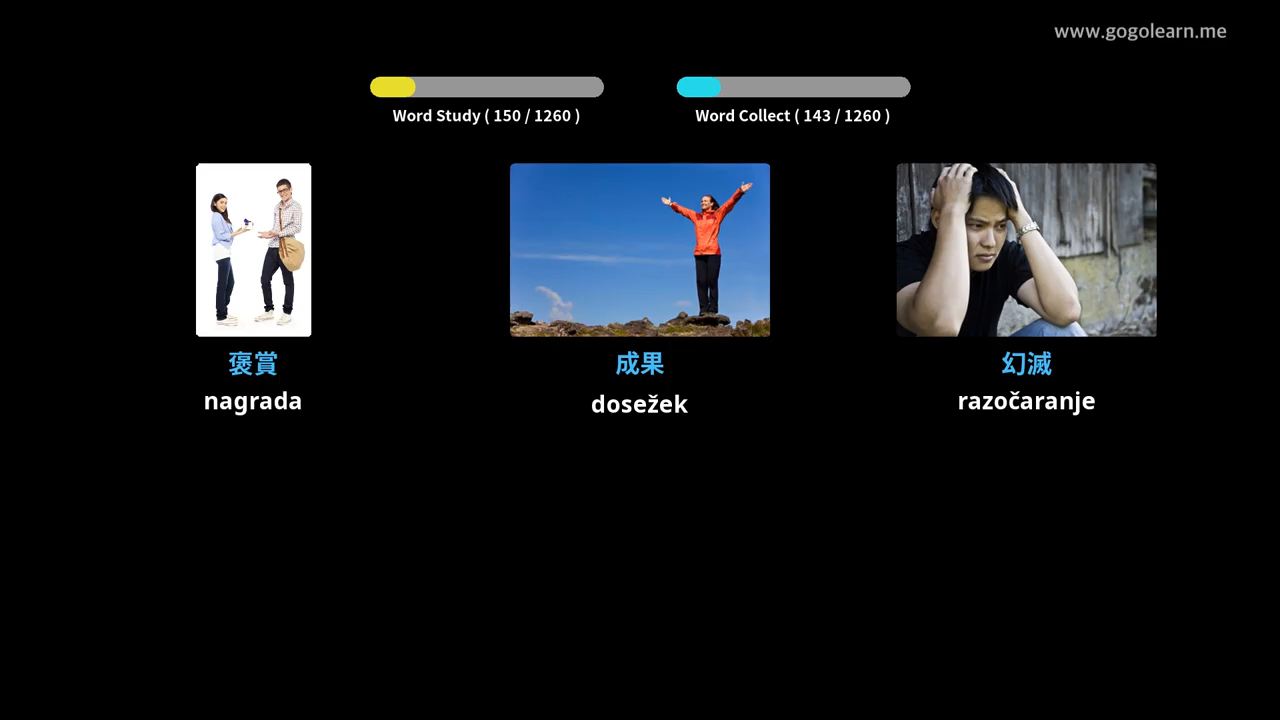 www.gogolearn.me
Word Study ( 150 / 1260 )
Word Collect ( 143 / 1260 )
褒賞
nagrada
成果
dosežek
幻滅
razočaranje